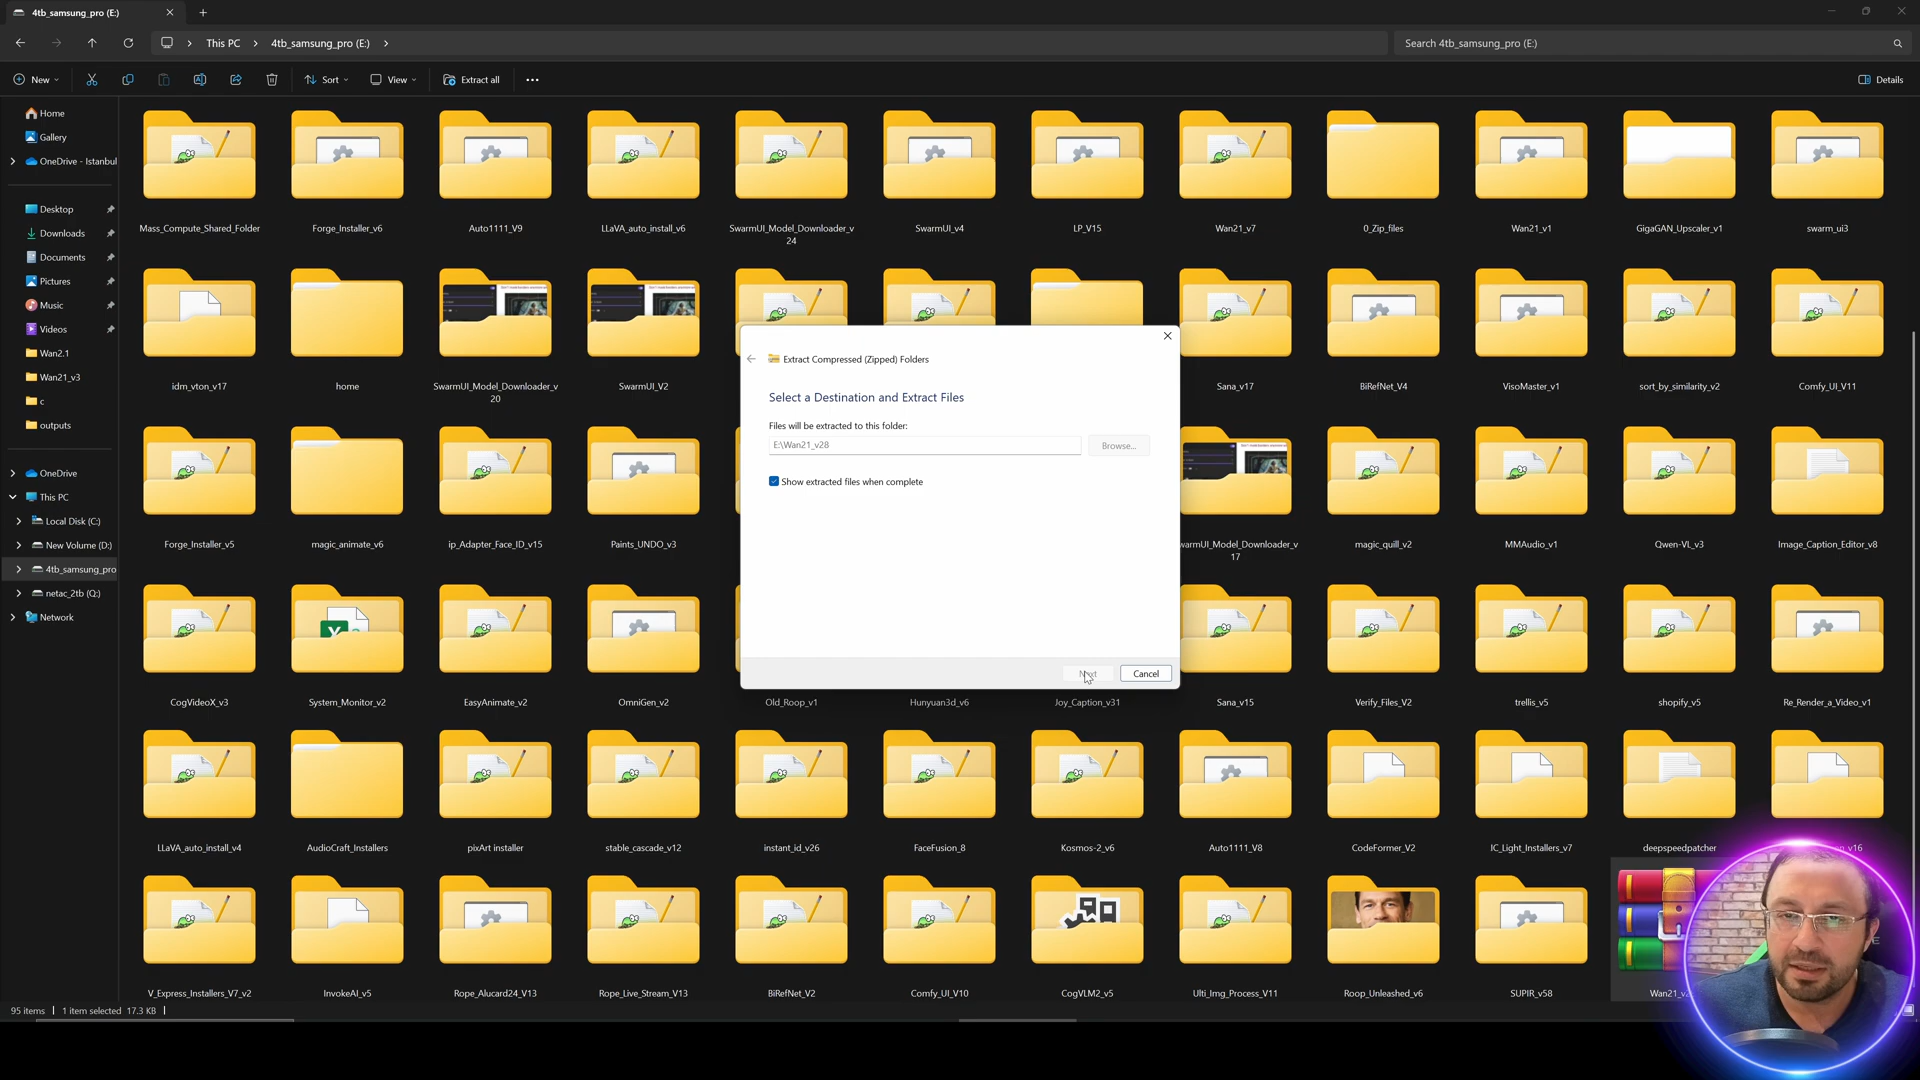 4tb_samsung_pro (E:)
This PC > 4tb_samsung_pro (E:) >
Search 4tb_samsung_pro (E:)
New
Sort
View
Extract all
Details
Home
Gallery
OneDrive - Istanbul
Desktop
Downloads
Documents
Pictures
Music
Videos
Wan2.1
Wan21_v3
c
outputs
OneDrive
This PC
Local Disk (C:)
New Volume (D:)
4tb_samsung_pro
netac_2tb (Q:)
Network
Mass_Compute_Shared_Folder
Forge_Installer_v6
Auto1111_V9
LLaVA_auto_install_v6
SwarmUI_Model_Downloader_v
24
SwarmUI_v4
LP_V15
Wan21_v7
0_Zip_files
Wan21_v1
GigaGAN_Upscaler_v1
swarm_ui3
idm_vton_v17
home
SwarmUI_Model_Downloader_v
20
SwarmUI_V2
Sana_v17
BiRefNet_V4
VisoMaster_v1
sort_by_similarity_v2
Comfy_UI_V11
Extract Compressed (Zipped) Folders
Select a Destination and Extract Files
Files will be extracted to this folder:
E:\Wan21_v28
Browse...
Show extracted files when complete
Next
Cancel
Forge_Installer_v5
magic_animate_v6
ip_Adapter_Face_ID_v15
Paints_UNDO_v3
warmUI_Model_Downloader_v
17
magic_quill_v2
MMAudio_v1
Qwen-VL_v3
Image_Caption_Editor_v8
CogVideoX_v3
System_Monitor_v2
EasyAnimate_v2
OmniGen_v2
Old_Roop_v1
Hunyuan3d_v6
Joy_Caption_v31
Sana_v15
Verify_Files_V2
trellis_v5
shopify_v5
Re_Render_a_Video_v1
LLaVA_auto_install_v4
AudioCraft_Installers
pixArt installer
stable_cascade_v12
instant_id_v26
FaceFusion_8
Kosmos-2_v6
Auto1111_V8
CodeFormer_V2
IC_Light_Installers_v7
deepspeedpatcher
_v16
V_Express_Installers_V7_v2
InvokeAI_v5
Rope_Alucard24_V13
Rope_Live_Stream_V13
BiRefNet_V2
Comfy_UI_V10
CogVLM2_v5
Ulti_Img_Process_V11
Roop_Unleashed_v6
SUPIR_v58
Wan21_v
95 items
1 item selected 17.3 KB